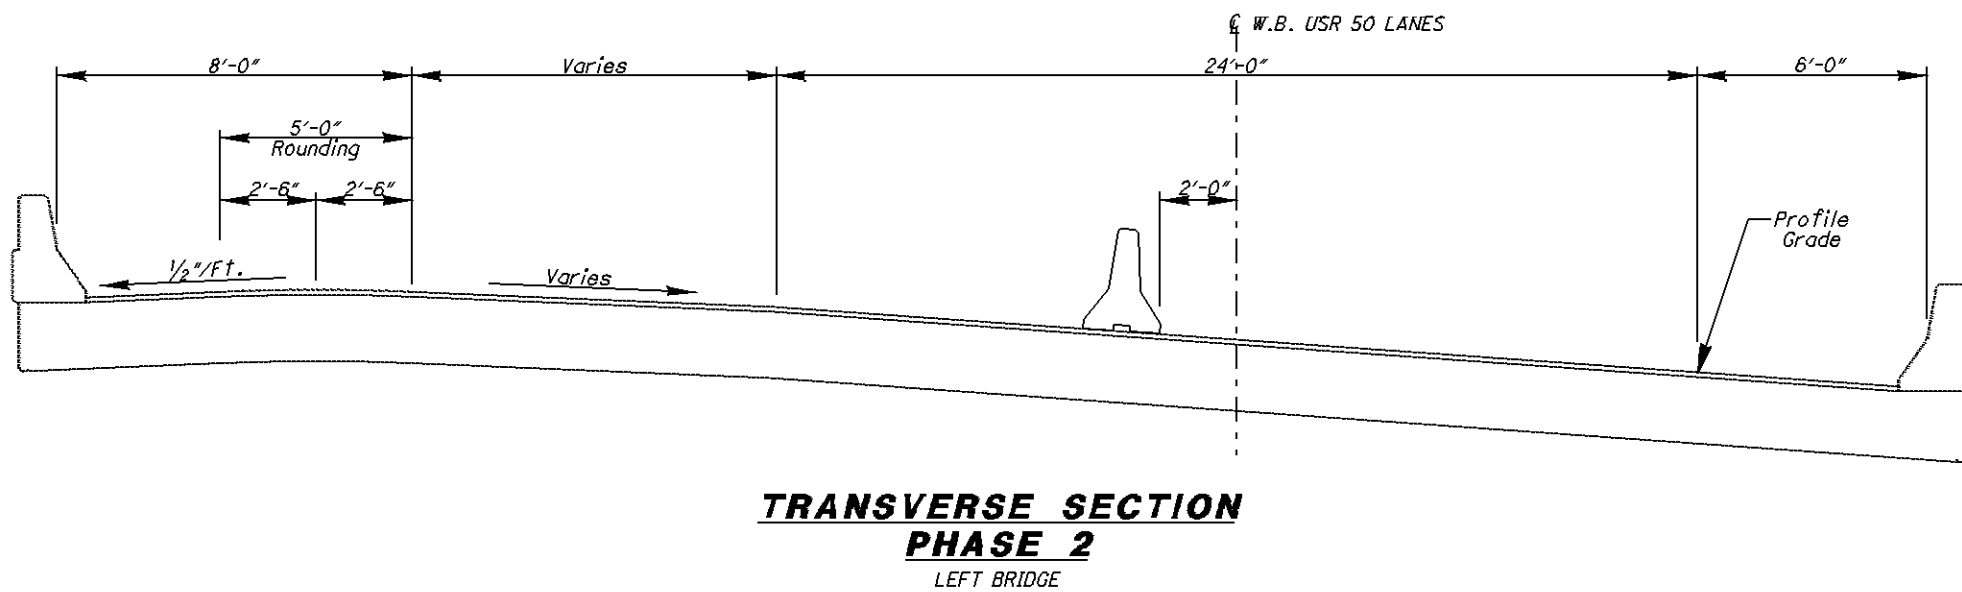 ℄ W.B. USR 50 LANES
8'-0"
Varies
24'-0"
6'-0"
5'-0"
Rounding
2'-6"
2'-6"
2'-0"
Profile
Grade
1/2"/Ft.
Varies
TRANSVERSE SECTION
PHASE 2
LEFT BRIDGE